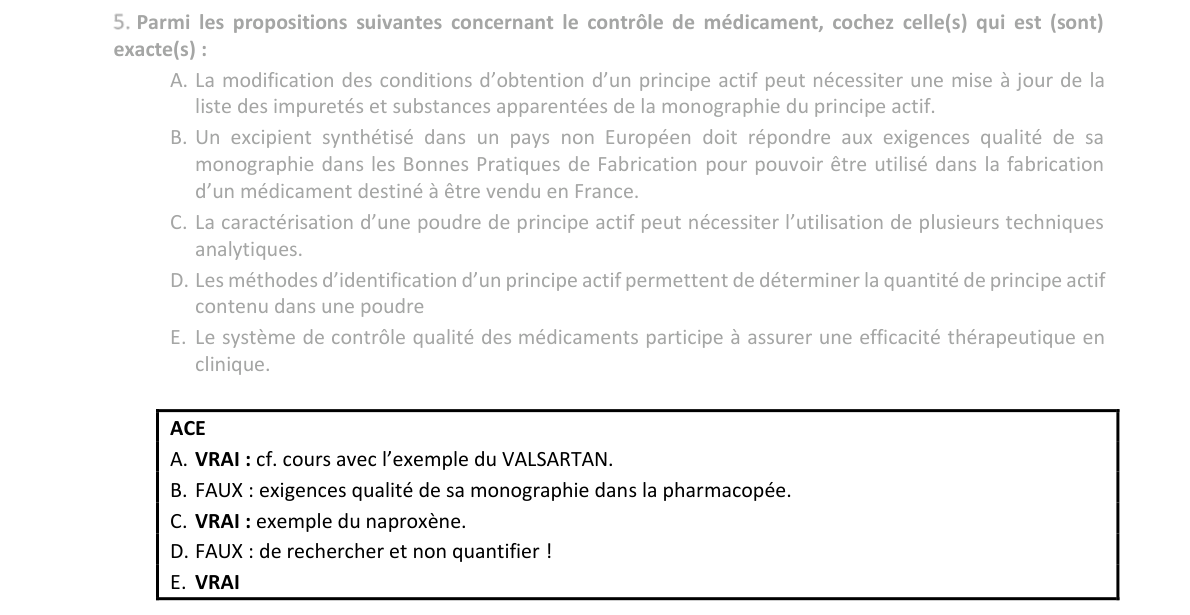 5. Parmi les propositions suivantes concernant le contrôle de médicament, cochez celle(s) qui est (sont)
exacte(s) :
A. La modification des conditions d’obtention d’un principe actif peut nécessiter une mise à jour de la
liste des impuretés et substances apparentées de la monographie du principe actif.
B. Un excipient synthétisé dans un pays non Européen doit répondre aux exigences qualité de sa
monographie dans les Bonnes Pratiques de Fabrication pour pouvoir être utilisé dans la fabrication
d’un médicament destiné à être vendu en France.
C. La caractérisation d’une poudre de principe actif peut nécessiter l’utilisation de plusieurs techniques
analytiques.
D. Les méthodes d’identification d’un principe actif permettent de déterminer la quantité de principe actif
contenu dans une poudre
E. Le système de contrôle qualité des médicaments participe à assurer une efficacité thérapeutique en
clinique.
ACE
A. VRAI : cf. cours avec l’exemple du VALSARTAN.
B. FAUX : exigences qualité de sa monographie dans la pharmacopée.
C. VRAI : exemple du naproxène.
D. FAUX : de rechercher et non quantifier !
E. VRAI